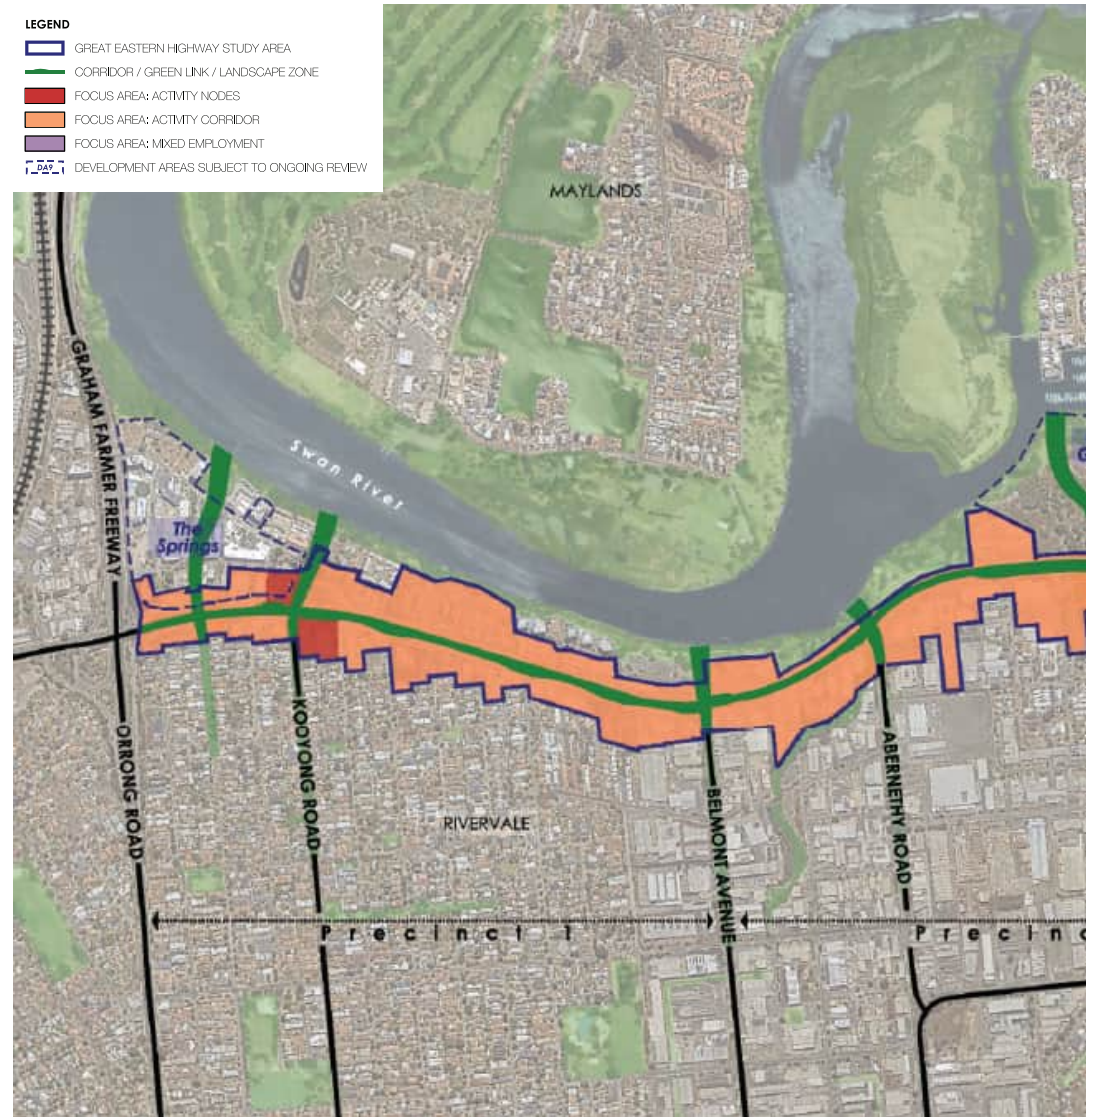 LEGEND
GREAT EASTERN HIGHWAY STUDY AREA
CORRIDOR / GREEN LINK / LANDSCAPE ZONE
FOCUS AREA: ACTIVITY NODES
FOCUS AREA: ACTIVITY CORRIDOR
FOCUS AREA: MIXED EMPLOYMENT
DA9 DEVELOPMENT AREAS SUBJECT TO ONGOING REVIEW
MAYLANDS
GRAHAM FARMER FREEWAY
Swan River
The
Springs
ORRONG ROAD
KOOYONG ROAD
RIVERVALE
BELMONT AVENUE
ABERNETHY ROAD
Precinct 1
Precinc